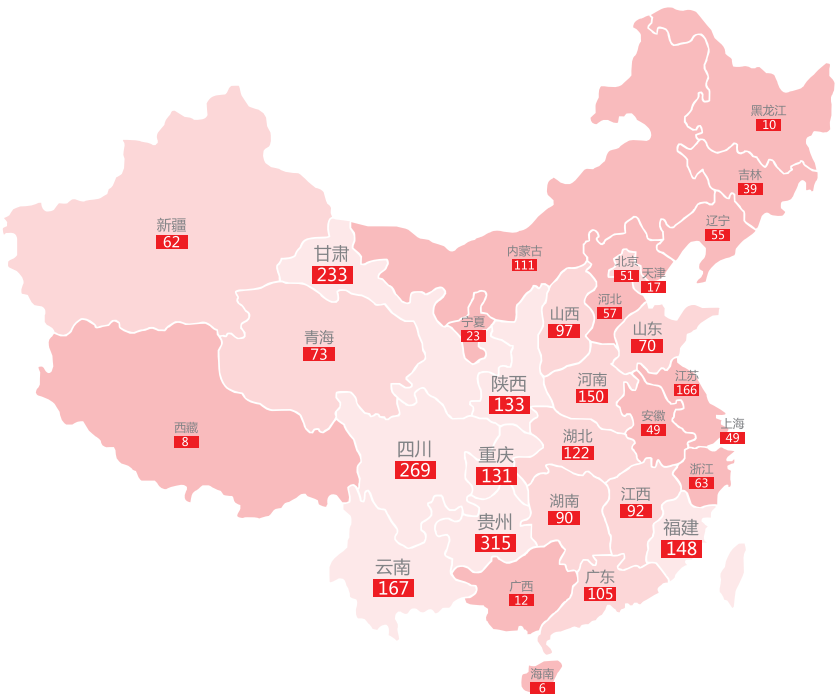 黑龙江
10
吉林
39
辽宁
55
新疆
62
甘肃
233
内蒙古
111
北京
51
天津
17
河北
57
山西
97
宁夏
23
山东
70
青海
73
陕西
133
河南
150
江苏
166
西藏
8
安徽
49
上海
49
四川
269
重庆
131
湖北
122
浙江
63
湖南
90
江西
92
贵州
315
福建
148
云南
167
广西
12
广东
105
海南
6